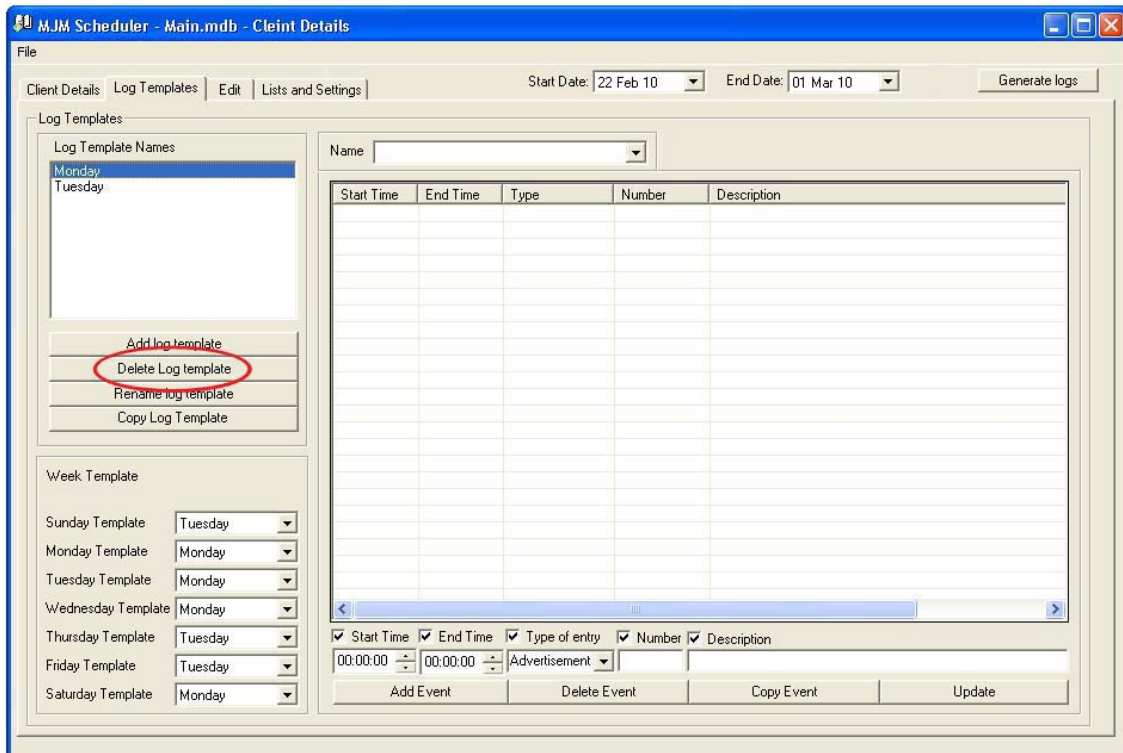 MJM Scheduler - Main.mdb - Cleint Details
File
Client Details Log Templates Edit Lists and Settings Start Date: 22 Feb 10 End Date: 01 Mar 10 Generate logs
Log Templates
Log Template Names
Monday
Tuesday
Add log template
Delete Log template
Rename log template
Copy Log Template
Name
Start Time End Time Type Number Description
Week Template
Sunday Template Tuesday
Monday Template Monday
Tuesday Template Monday
Wednesday Template Monday
Thursday Template Tuesday
Friday Template Tuesday
Saturday Template Monday
Start Time End Time Type of entry Number Description
00:00:00 00:00:00 Advertisement
Add Event Delete Event Copy Event Update